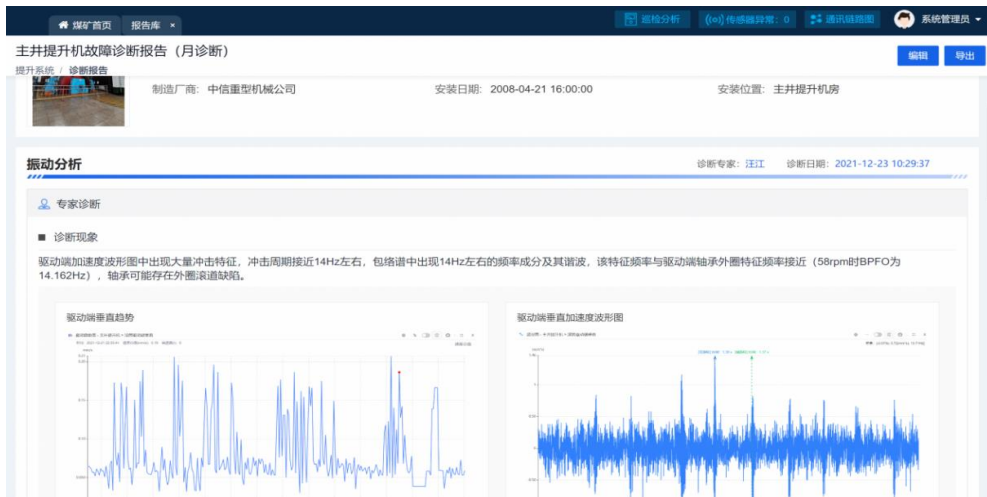 煤矿首页 报告库 × 巡检分析 传感器异常：0 通讯链路图 系统管理员
主井提升机故障诊断报告（月诊断） 编辑 导出
提升系统 / 诊断报告
制造厂商: 中信重型机械公司 安装日期: 2008-04-21 16:00:00 安装位置: 主井提升机房
振动分析 诊断专家: 汪江 诊断日期: 2021-12-23 10:29:37
专家诊断
诊断现象
驱动端加速度波形图中出现大量冲击特征，冲击周期接近14Hz左右，包络谱中出现14Hz左右的频率成分及其谐波，该特征频率与驱动端轴承外圈特征频率接近（58rpm时BPFO为
14.162Hz），轴承可能存在外圈滚道缺陷。
驱动端垂直趋势 驱动端垂直加速度波形图